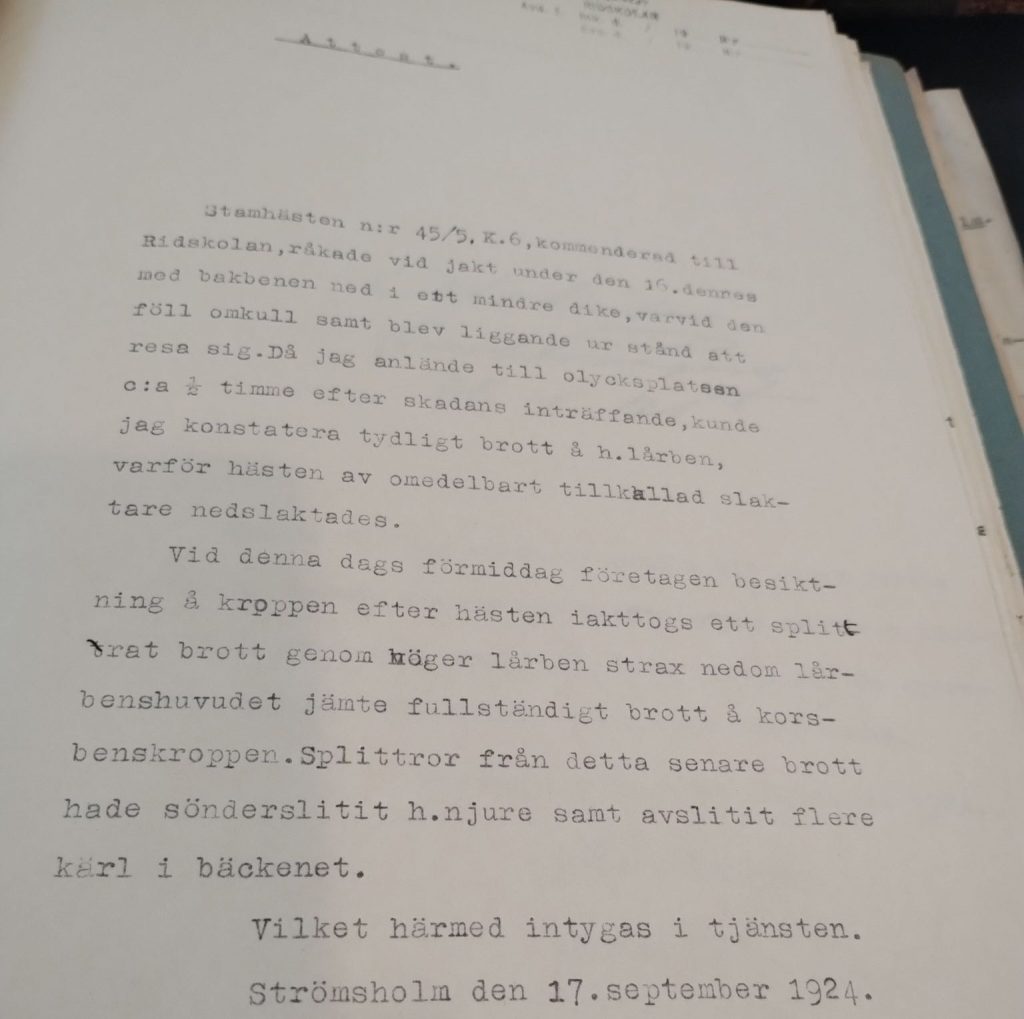 RIDSKOLAN
Attest.
Stamhästen n:r 45/5. K.6,kommenderad till
Ridskolan,råkade vid jakt under den 16.dennes
med bakbenen ned i ett mindre dike,varvid den
föll omkull samt blev liggande ur stånd att
resa sig.Då jag anlände till olycksplatsen
c:a ½ timme efter skadans inträffande,kunde
jag konstatera tydligt brott å h.lårben,
varför hästen av omedelbart tillkallad slak-
tare nedslaktades.
Vid denna dags förmiddag företagen besikt-
ning å kroppen efter hästen iakttogs ett splitt
rat brott genom höger lårben strax nedom lår-
benshuvudet jämte fullständigt brott å kors-
benskroppen.Splittror från detta senare brott
hade sönderslitit h.njure samt avslitit flere
kärl i bäckenet.
Vilket härmed intygas i tjänsten.
Strömsholm den 17.september 1924.